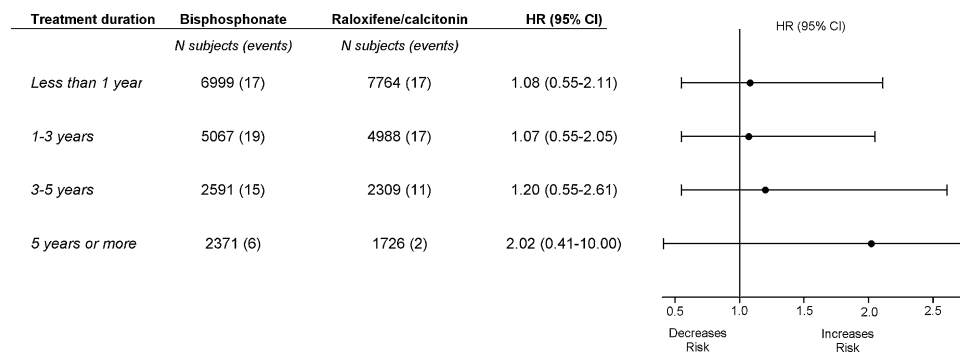 Treatment duration Bisphosphonate Raloxifene/calcitonin HR (95% CI)
N subjects (events) N subjects (events)
Less than 1 year 6999 (17) 7764 (17) 1.08 (0.55-2.11)
1-3 years 5067 (19) 4988 (17) 1.07 (0.55-2.05)
3-5 years 2591 (15) 2309 (11) 1.20 (0.55-2.61)
5 years or more 2371 (6) 1726 (2) 2.02 (0.41-10.00)
HR (95% CI)
0.5 1.0 1.5 2.0 2.5
Decreases Increases
Risk Risk